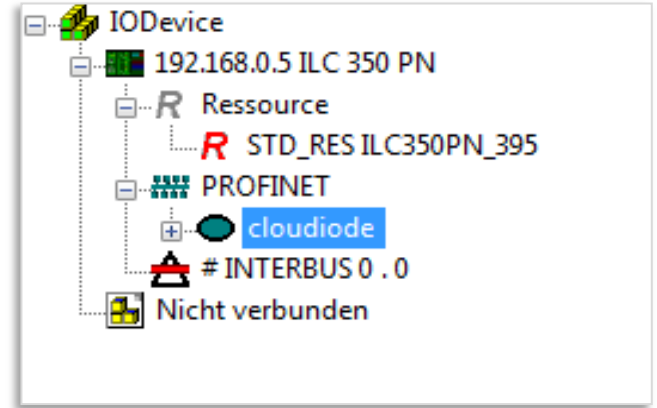 IODevice
192.168.0.5 ILC 350 PN
R Ressource
R STD_RES ILC350PN_395
PROFINET
cloudiode
# INTERBUS 0 . 0
Nicht verbunden